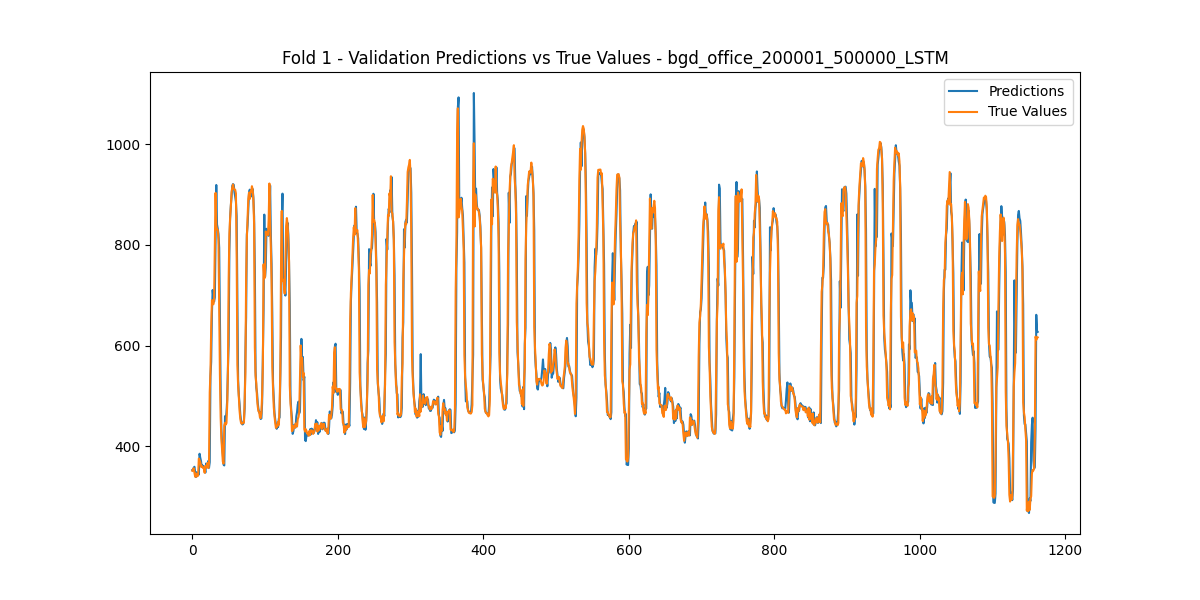 Fold 1 - Validation Predictions vs True Values - bgd_office_200001_500000_LSTM
Predictions
True Values
1000
800
600
400
0 200 400 600 800 1000 1200